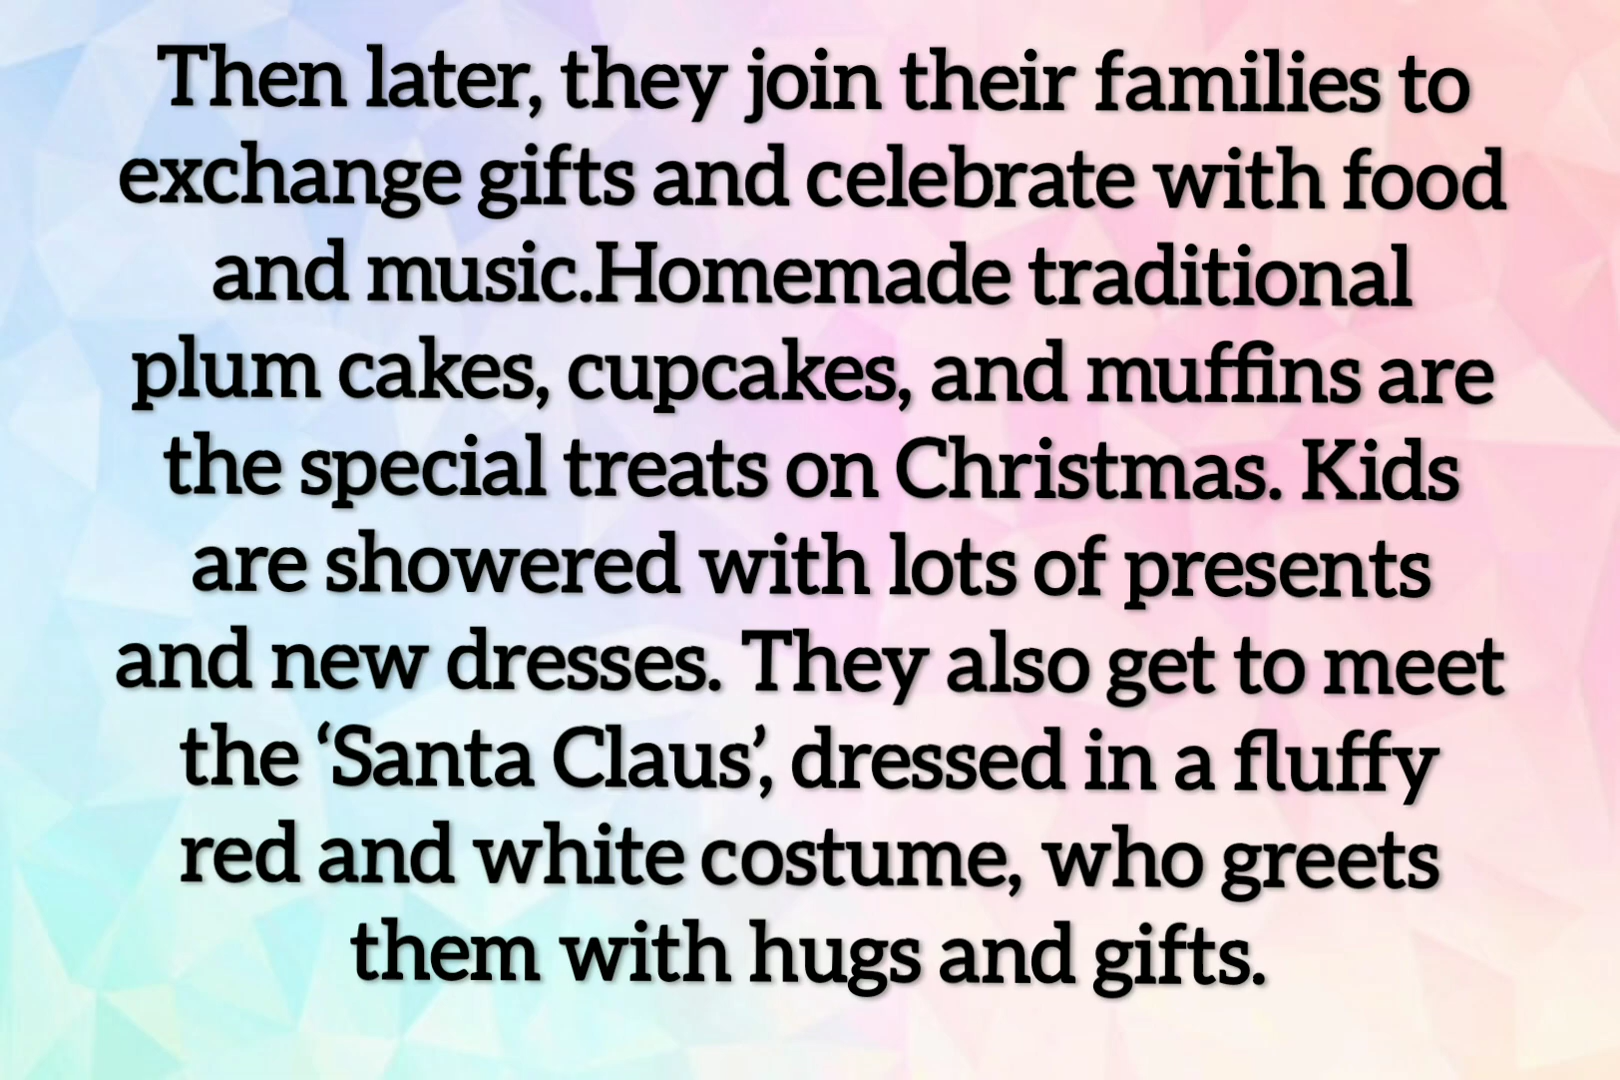 Then later, they join their families to
exchange gifts and celebrate with food
and music.Homemade traditional
plum cakes, cupcakes, and muffins are
the special treats on Christmas. Kids
are showered with lots of presents
and new dresses. They also get to meet
the ‘Santa Claus’, dressed in a fluffy
red and white costume, who greets
them with hugs and gifts.